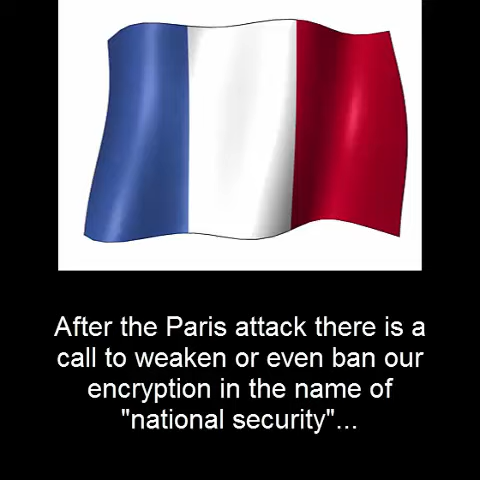 After the Paris attack there is a
call to weaken or even ban our
encryption in the name of
"national security"...